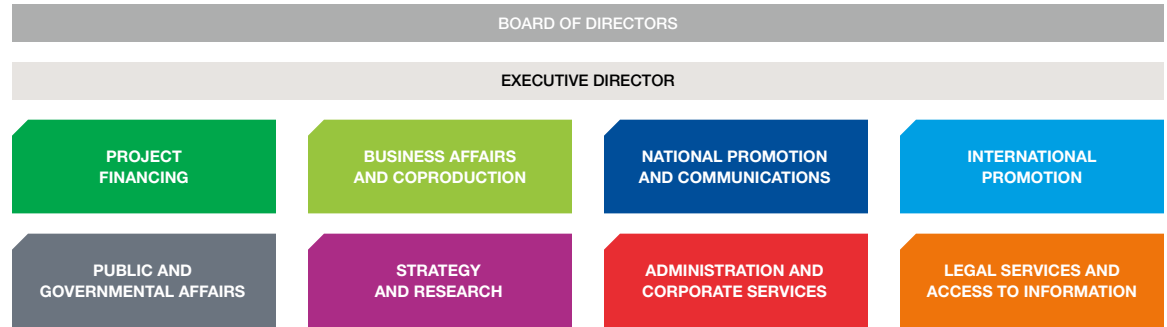 BOARD OF DIRECTORS
EXECUTIVE DIRECTOR
PROJECT
FINANCING
BUSINESS AFFAIRS
AND COPRODUCTION
NATIONAL PROMOTION
AND COMMUNICATIONS
INTERNATIONAL
PROMOTION
PUBLIC AND
GOVERNMENTAL AFFAIRS
STRATEGY
AND RESEARCH
ADMINISTRATION AND
CORPORATE SERVICES
LEGAL SERVICES AND
ACCESS TO INFORMATION